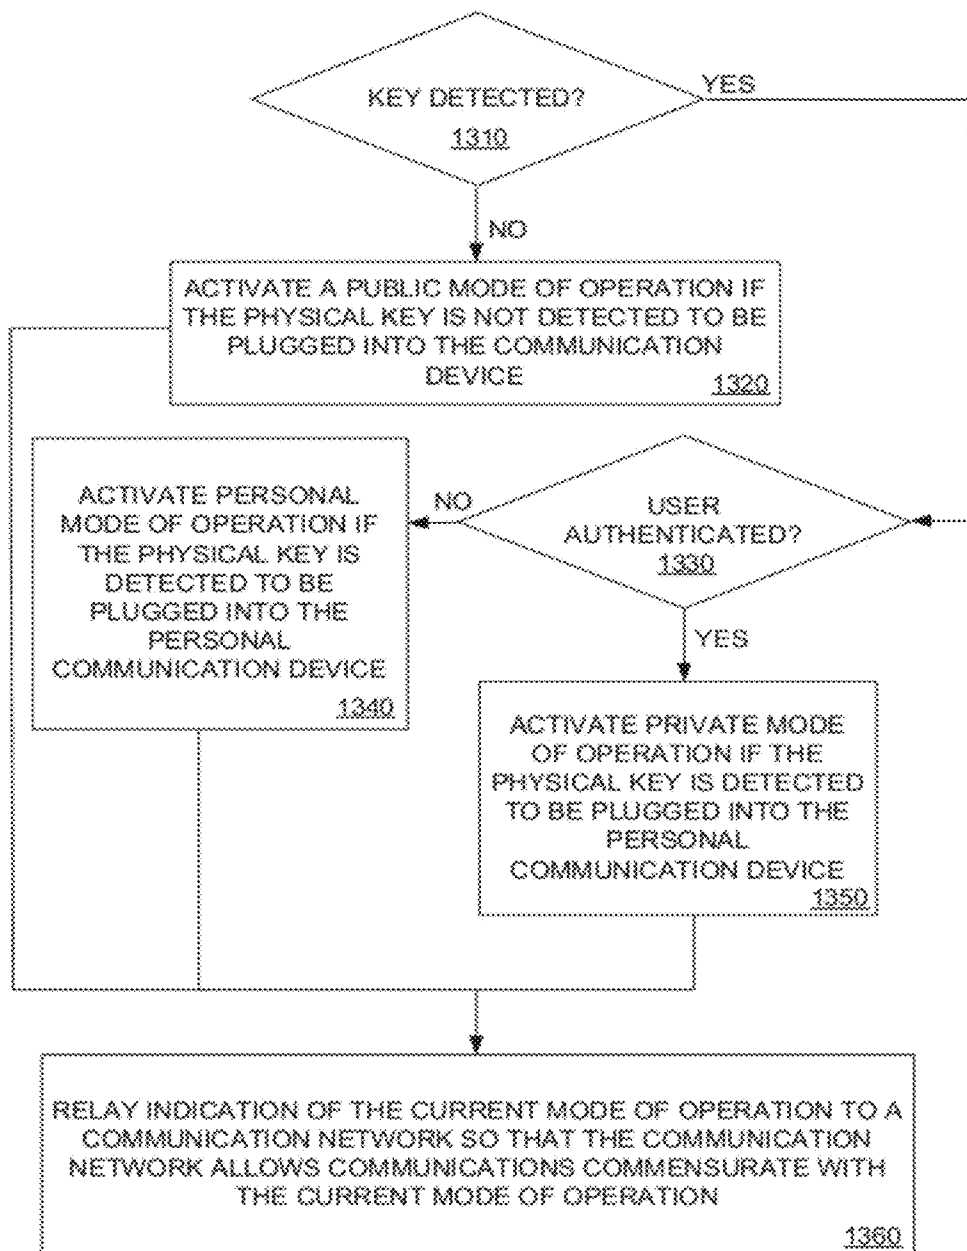 KEY DETECTED?
1310
YES
NO
ACTIVATE A PUBLIC MODE OF OPERATION IF
THE PHYSICAL KEY IS NOT DETECTED TO BE
PLUGGED INTO THE COMMUNICATION
DEVICE
1320
USER
AUTHENTICATED?
1330
NO
ACTIVATE PERSONAL
MODE OF OPERATION IF
THE PHYSICAL KEY IS
DETECTED TO BE
PLUGGED INTO THE
PERSONAL
COMMUNICATION DEVICE
1340
YES
ACTIVATE PRIVATE MODE
OF OPERATION IF THE
PHYSICAL KEY IS DETECTED
TO BE PLUGGED INTO THE
PERSONAL
COMMUNICATION DEVICE
1350
RELAY INDICATION OF THE CURRENT MODE OF OPERATION TO A
COMMUNICATION NETWORK SO THAT THE COMMUNICATION
NETWORK ALLOWS COMMUNICATIONS COMMENSURATE WITH
THE CURRENT MODE OF OPERATION
1360